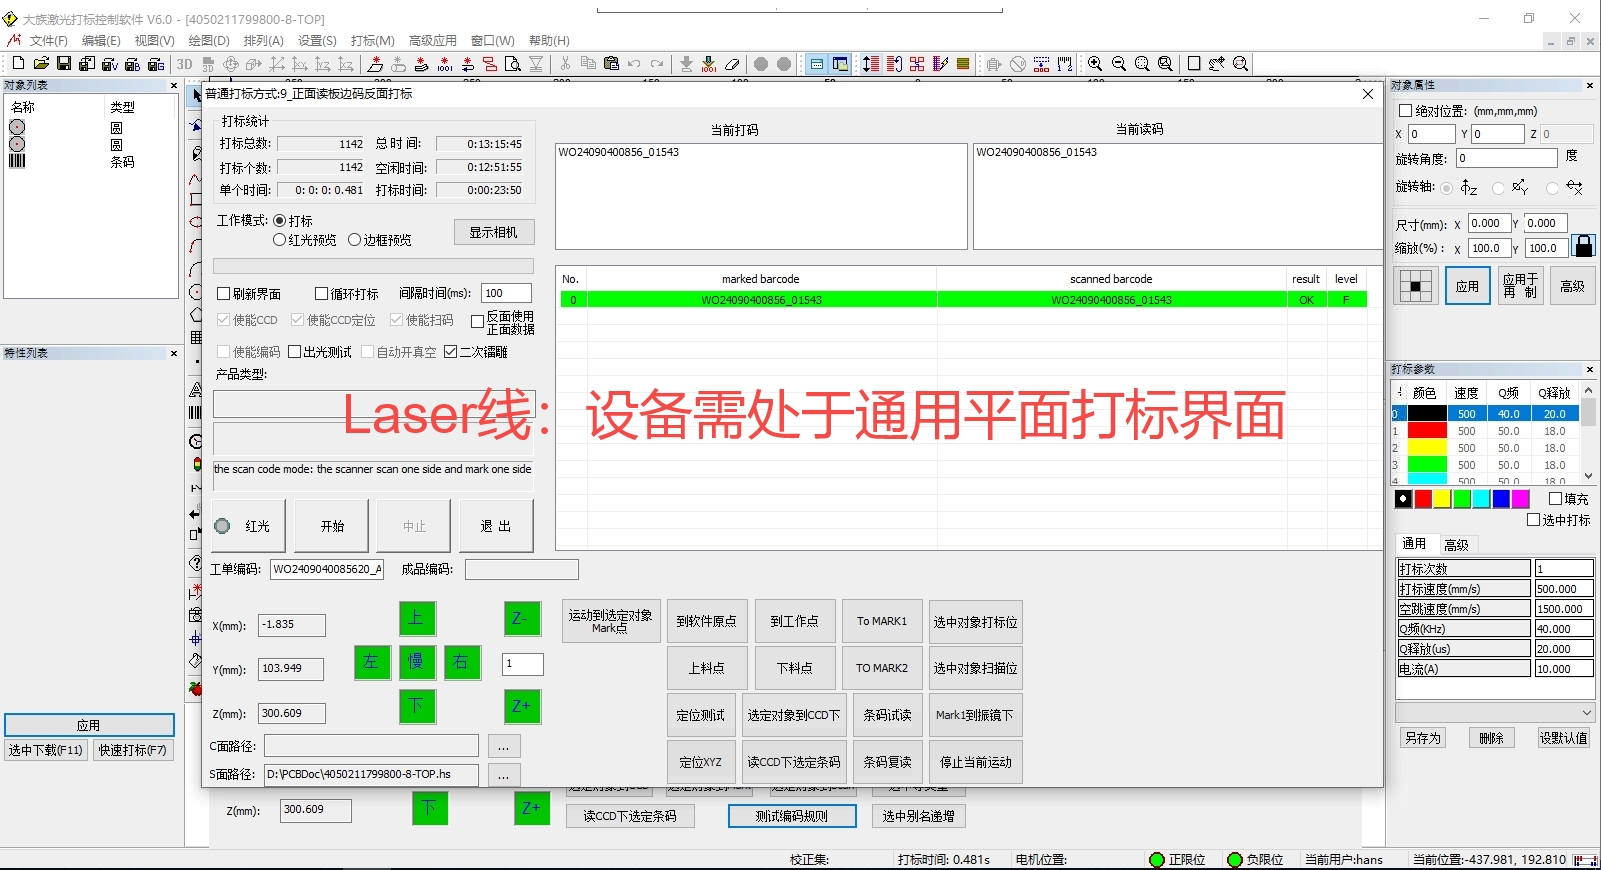 大族激光打标控制软件 V6.0 - [4050211799800-8-TOP]
文件(F) 编辑(E) 视图(V) 绘图(D) 排列(A) 设置(S) 打标(M) 高级应用 窗口(W) 帮助(H)
对象列表
名称 类型
圆
圆
条码
特性列表
应用
选中下载(F11) 快速打标(F7)
普通打标方式:9_正面读板边码反面打标
打标统计
打标总数: 1142 总 时 间: 0:13:15:45
打标个数: 1142 空闲时间: 0:12:51:55
单个时间: 0: 0: 0: 0.481 打标时间: 0:00:23:50
工作模式: 打标
红光预览 边框预览
显示相机
刷新界面 循环打标 间隔时间(ms): 100
使能CCD 使能CCD定位 使能扫码 反面使用
正面数据
使能编码 出光测试 自动开真空 二次镭雕
产品类型:
the scan code mode: the scanner scan one side and mark one side
红光 开始 中止 退 出
工单编码: WO2409040085620_A 成品编码:
当前打码 当前读码
WO24090400856_01543 WO24090400856_01543
No. marked barcode scanned barcode result level
0 WO24090400856_01543 WO24090400856_01543 OK F
Laser线：设备需处于通用平面打标界面
X(mm): -1.835 上 Z-
Y(mm): 103.949 左 慢 右 1
Z(mm): 300.609 下 Z+
C面路径: ...
S面路径: D:\PCBDoc\4050211799800-8-TOP.hs ...
运动到选定对象
Mark点
到软件原点 到工作点 To MARK1 选中对象打标位
上料点 下料点 TO MARK2 选中对象扫描位
定位测试 选定对象到CCD下 条码试读 Mark1到振镜下
定位XYZ 读CCD下选定条码 条码复读 停止当前运动
Z(mm): 300.609 下 Z+
读CCD下选定条码 测试编码规则 选中别名递增
对象属性
绝对位置: (mm,mm,mm)
X 0 Y 0 Z 0
旋转角度: 0 度
旋转轴: Z Y X
尺寸(mm): X 0.000 Y 0.000
缩放(%) : X 100.0 Y 100.0
应用 应用于
再 制 高级
打标参数
颜色 速度 Q频 Q释放
0 500 40.0 20.0
1 500 50.0 18.0
2 500 50.0 18.0
3 500 50.0 18.0
4 500 50.0 18.0
填充
选中打标
通用 高级
打标次数 1
打标速度(mm/s) 500.000
空跳速度(mm/s) 1500.000
Q频(KHz) 40.000
Q释放(us) 20.000
电流(A) 10.000
另存为 删除 设默认值
校正集: 打标时间: 0.481s 电机位置: 正限位 负限位 当前用户:hans 当前位置:-437.981, 192.810